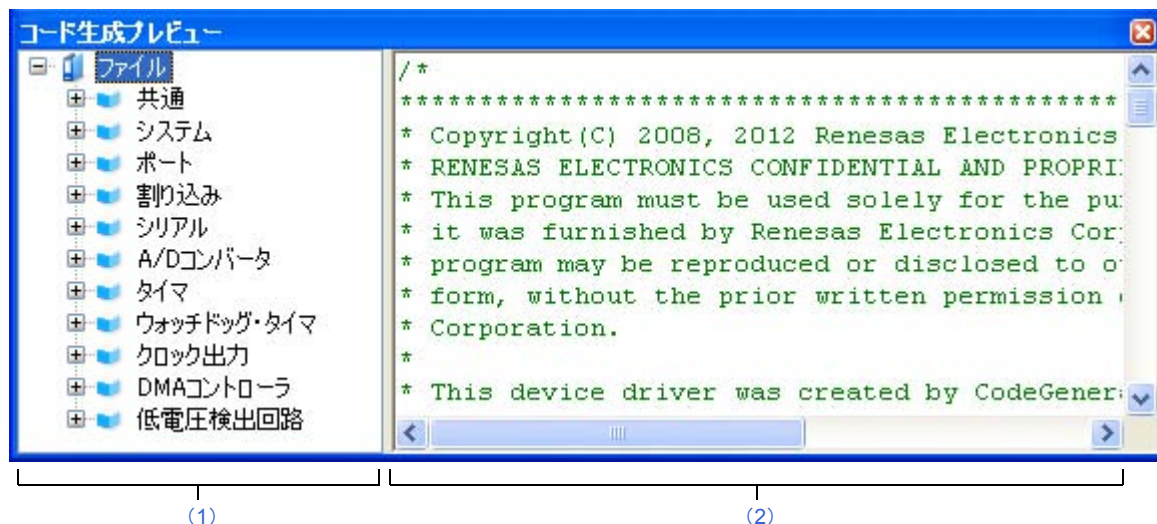 コード生成プレビュー
ファイル
共通
システム
ポート
割り込み
シリアル
A/Dコンバータ
タイマ
ウォッチドッグ・タイマ
クロック出力
DMAコントローラ
低電圧検出回路
/*
*********************************************
* Copyright(C) 2008, 2012 Renesas Electronics
* RENESAS ELECTRONICS CONFIDENTIAL AND
* This program must be used solely for the
* it was furnished by Renesas Electronics
* program may be reproduced or disclosed to
* form, without the prior written permission
* Corporation.
*
* This device driver was created by
(1)
(2)